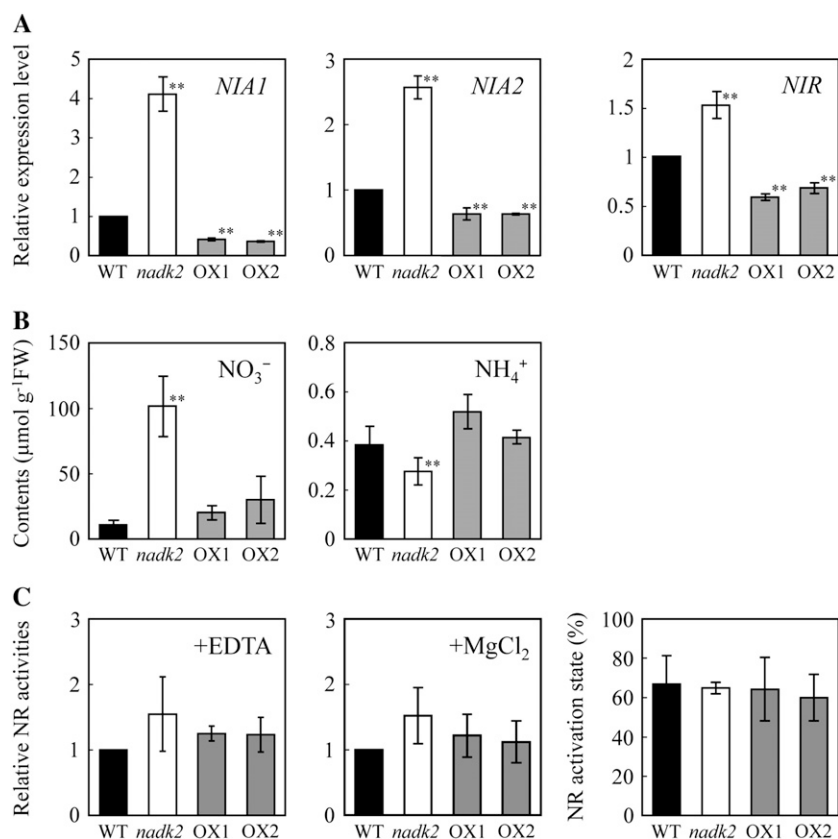 A
Relative expression level
5
4
3
2
1
0
NIA1
**
**
**
WT nadk2 OX1 OX2
3
2
1
0
NIA2
**
**
**
WT nadk2 OX1 OX2
2
1.5
1
0.5
0
NIR
**
**
**
WT nadk2 OX1 OX2
B
Contents (μmol g⁻¹FW)
150
100
50
0
NO₃⁻
**
WT nadk2 OX1 OX2
0.8
0.6
0.4
0.2
0
NH₄⁺
**
WT nadk2 OX1 OX2
C
Relative NR activities
3
2
1
0
+EDTA
WT nadk2 OX1 OX2
3
2
1
0
+MgCl₂
WT nadk2 OX1 OX2
NR activation state (%)
100
80
60
40
20
0
WT nadk2 OX1 OX2